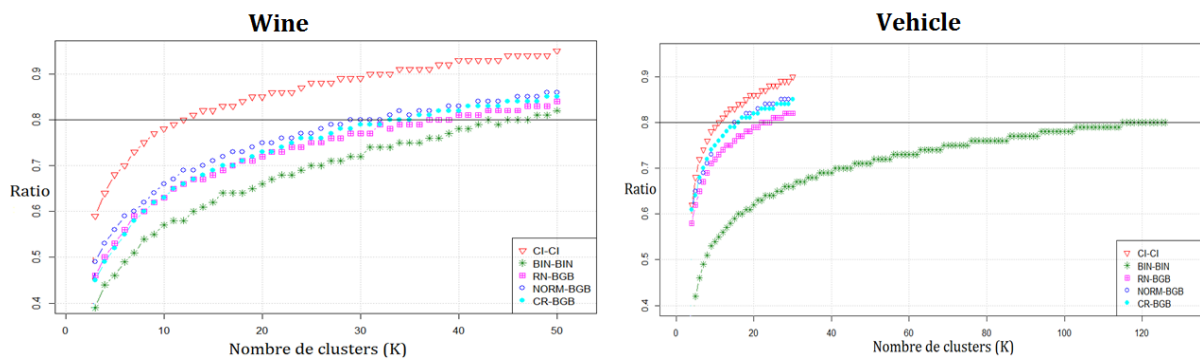 Wine
0.9
0.8
0.7
0.6
0.5
0.4
Ratio
0 10 20 30 40 50
Nombre de clusters (K)
CI-CI
BIN-BIN
RN-BGB
NORM-BGB
CR-BGB
Vehicle
0.9
0.8
0.7
0.6
0.5
0.4
Ratio
0 20 40 60 80 100 120
Nombre de clusters (K)
CI-CI
BIN-BIN
RN-BGB
NORM-BGB
CR-BGB